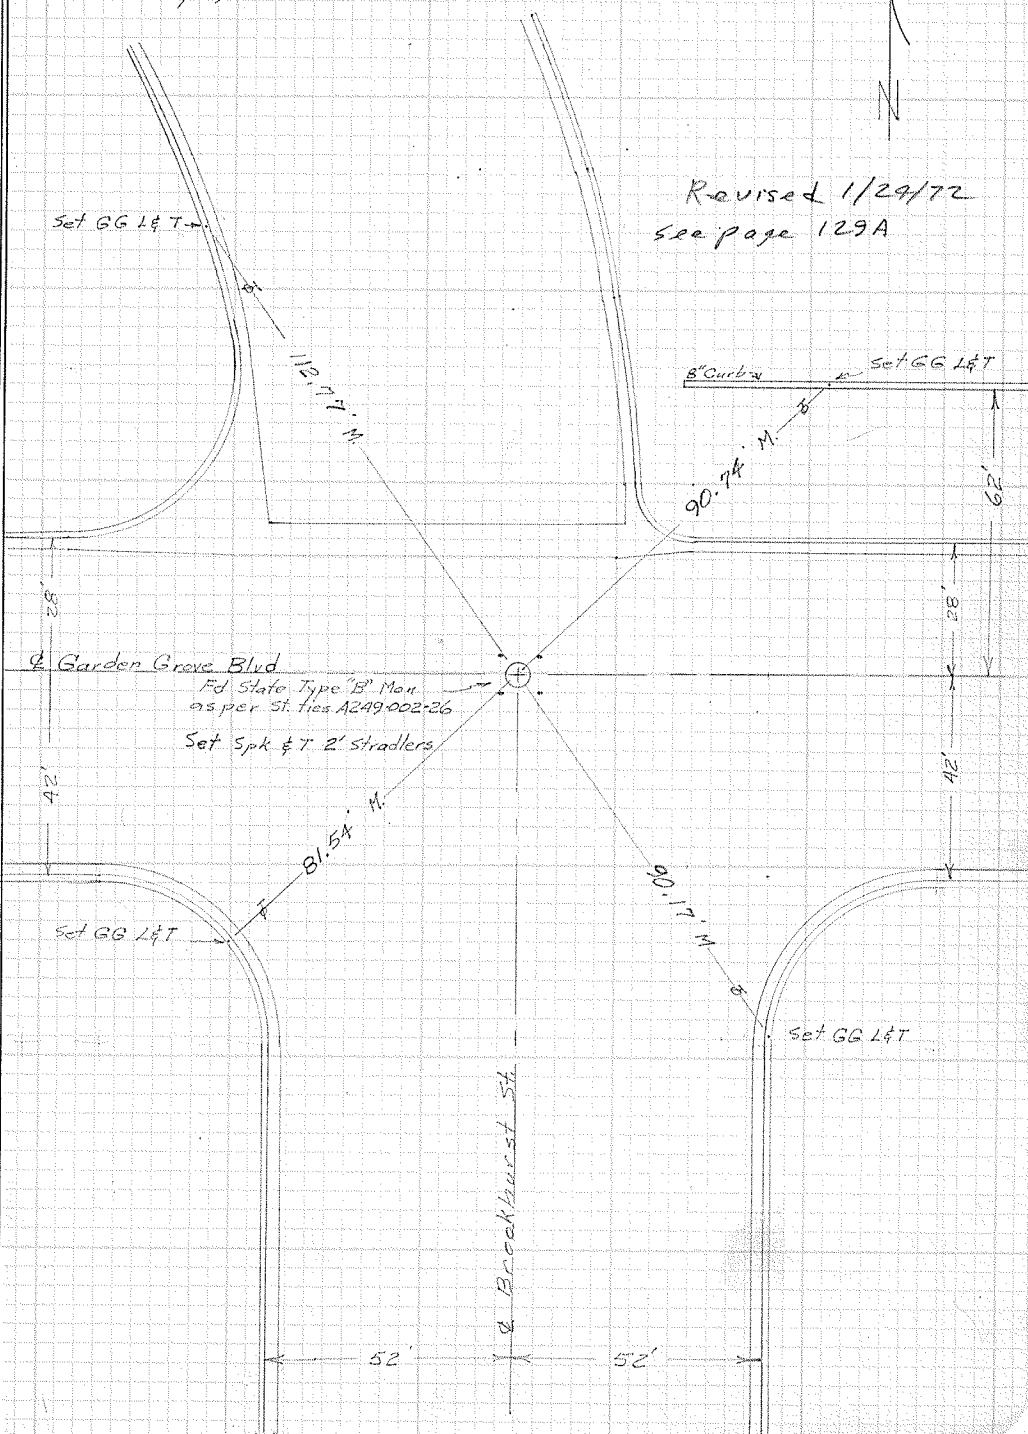 N
Revised 1/24/72
see page 129A
Set GG L&T
112.77' M.
8" Curb
Set GG L&T
90.74' M.
62'
28'
28'
℄ Garden Grove Blvd
Fd State Type "B" Mon.
as per St. ties A249-002-26
Set Spk & T 2' Stradlers
42'
42'
81.54' M.
90.17' M
Set GG L&T
Set GG L&T
℄ Brookhurst St.
52'
52'